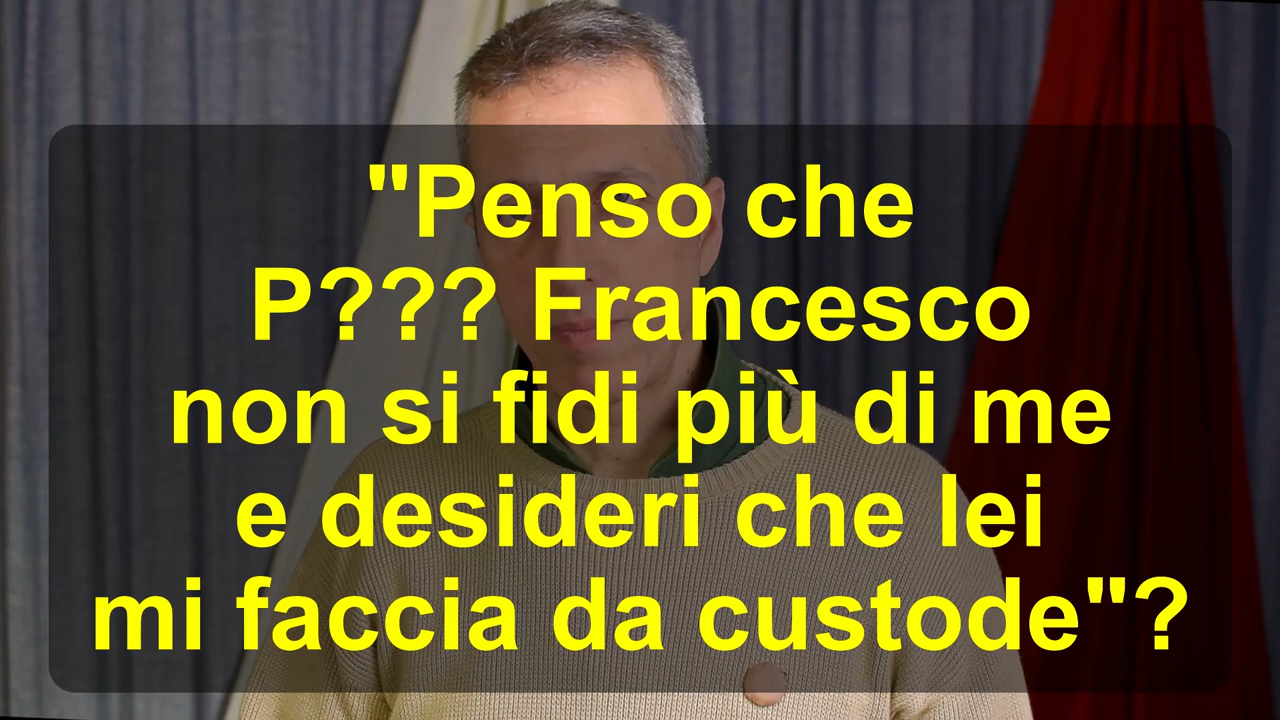 "Penso che
P??? Francesco
non si fidi più di me
e desideri che lei
mi faccia da custode"?